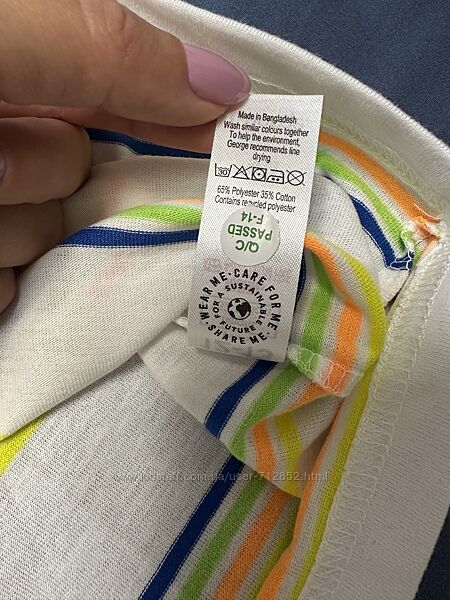 Made in Bangladesh
Wash similar colours together
To help the environment,
George recommends line
drying
30
65% Polyester 35% Cotton
Contains recycled polyester
Q/C
PASSED
F-14
WEAR ME • CARE FOR ME • SHARE ME •
FOR A SUSTAINABLE FUTURE